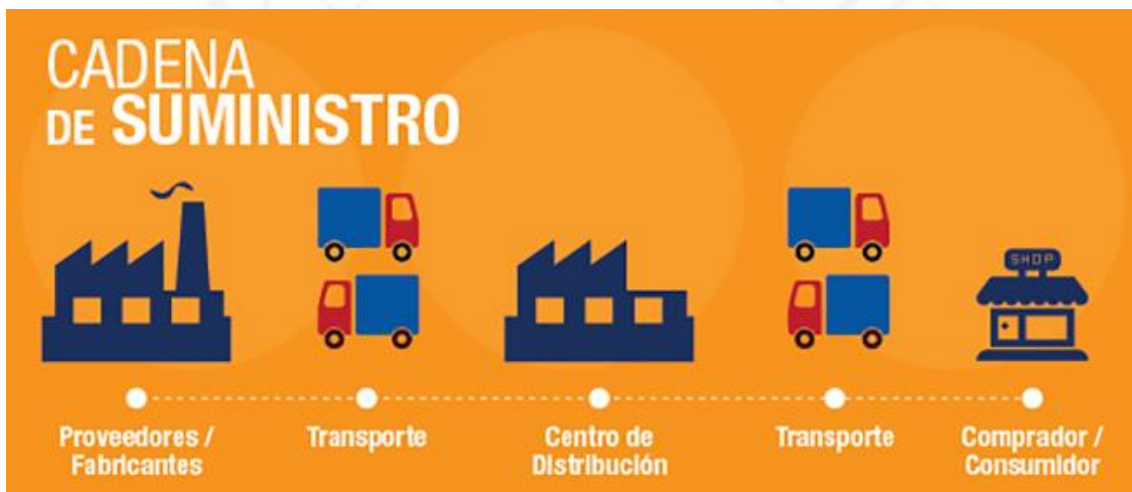 CADENA
DE SUMINISTRO
SHOP
Proveedores /
Fabricantes
Transporte
Centro de
Distribución
Transporte
Comprador /
Consumidor